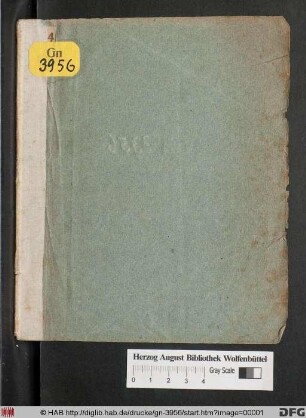 4
Gn
3956
Herzog August Bibliothek Wolfenbüttel
Gray Scale
0 1 2 3 4
© HAB http://diglib.hab.de/drucke/gn-3956/start.htm?image=00001
DFG